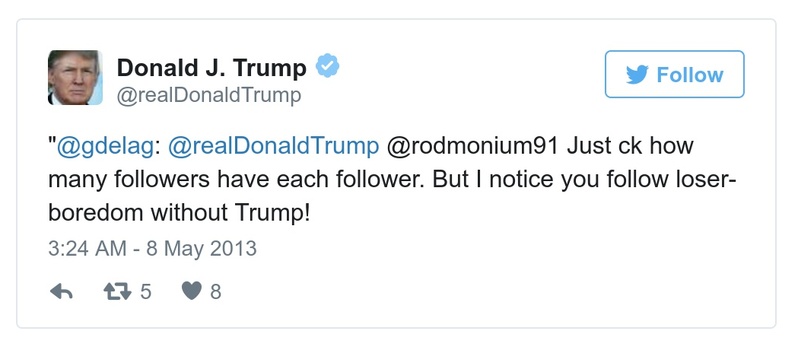 Donald J. Trump
@realDonaldTrump
Follow
"@gdelag: @realDonaldTrump @rodmonium91 Just ck how
many followers have each follower. But I notice you follow loser-
boredom without Trump!
3:24 AM - 8 May 2013
5
8